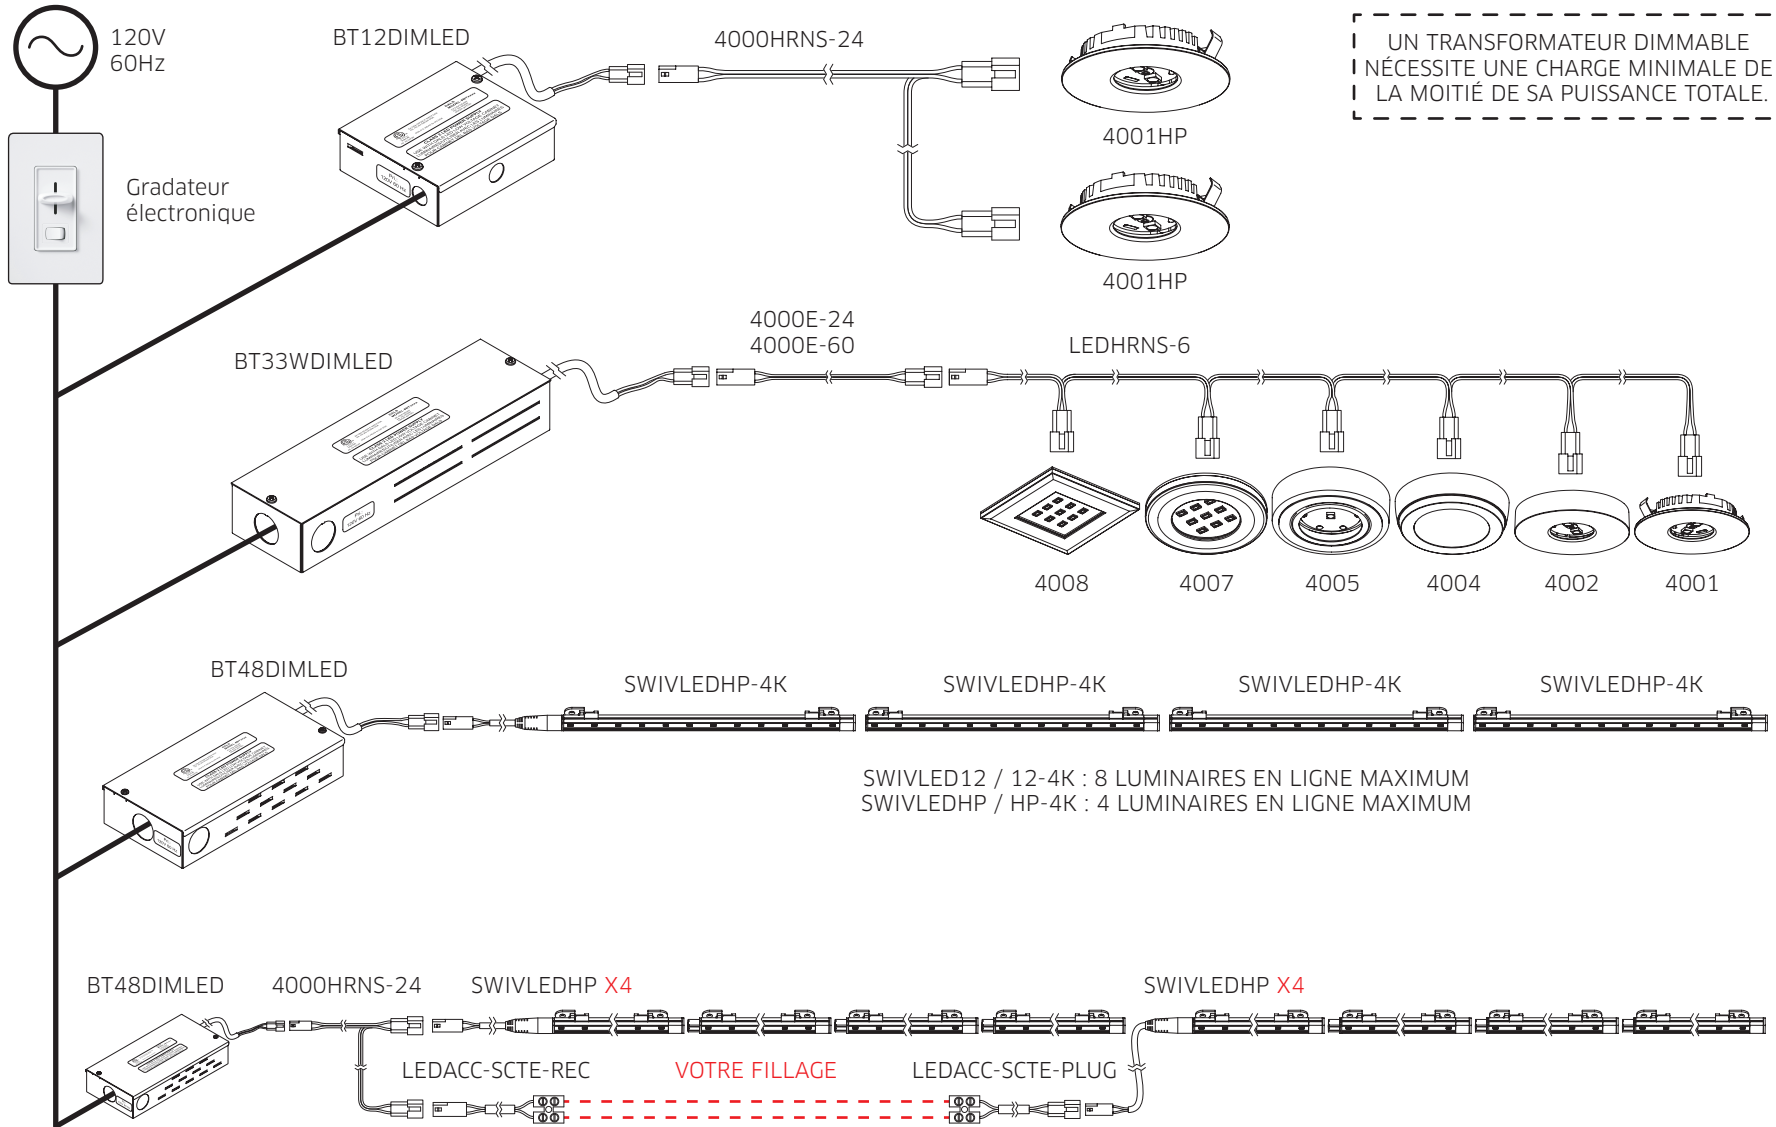 120V
60Hz
BT12DIMLED
4000HRNS-24
UN TRANSFORMATEUR DIMMABLE
NÉCESSITE UNE CHARGE MINIMALE DE
LA MOITIÉ DE SA PUISSANCE TOTALE.
4001HP
Gradateur
électronique
4001HP
BT33WDIMLED
4000E-24
4000E-60
LEDHRNS-6
4008
4007
4005
4004
4002
4001
BT48DIMLED
SWIVLEDHP-4K
SWIVLEDHP-4K
SWIVLEDHP-4K
SWIVLEDHP-4K
SWIVLED12 / 12-4K : 8 LUMINAIRES EN LIGNE MAXIMUM
SWIVLEDHP / HP-4K : 4 LUMINAIRES EN LIGNE MAXIMUM
BT48DIMLED
4000HRNS-24
SWIVLEDHP X4
SWIVLEDHP X4
LEDACC-SCTE-REC
VOTRE FILLAGE
LEDACC-SCTE-PLUG